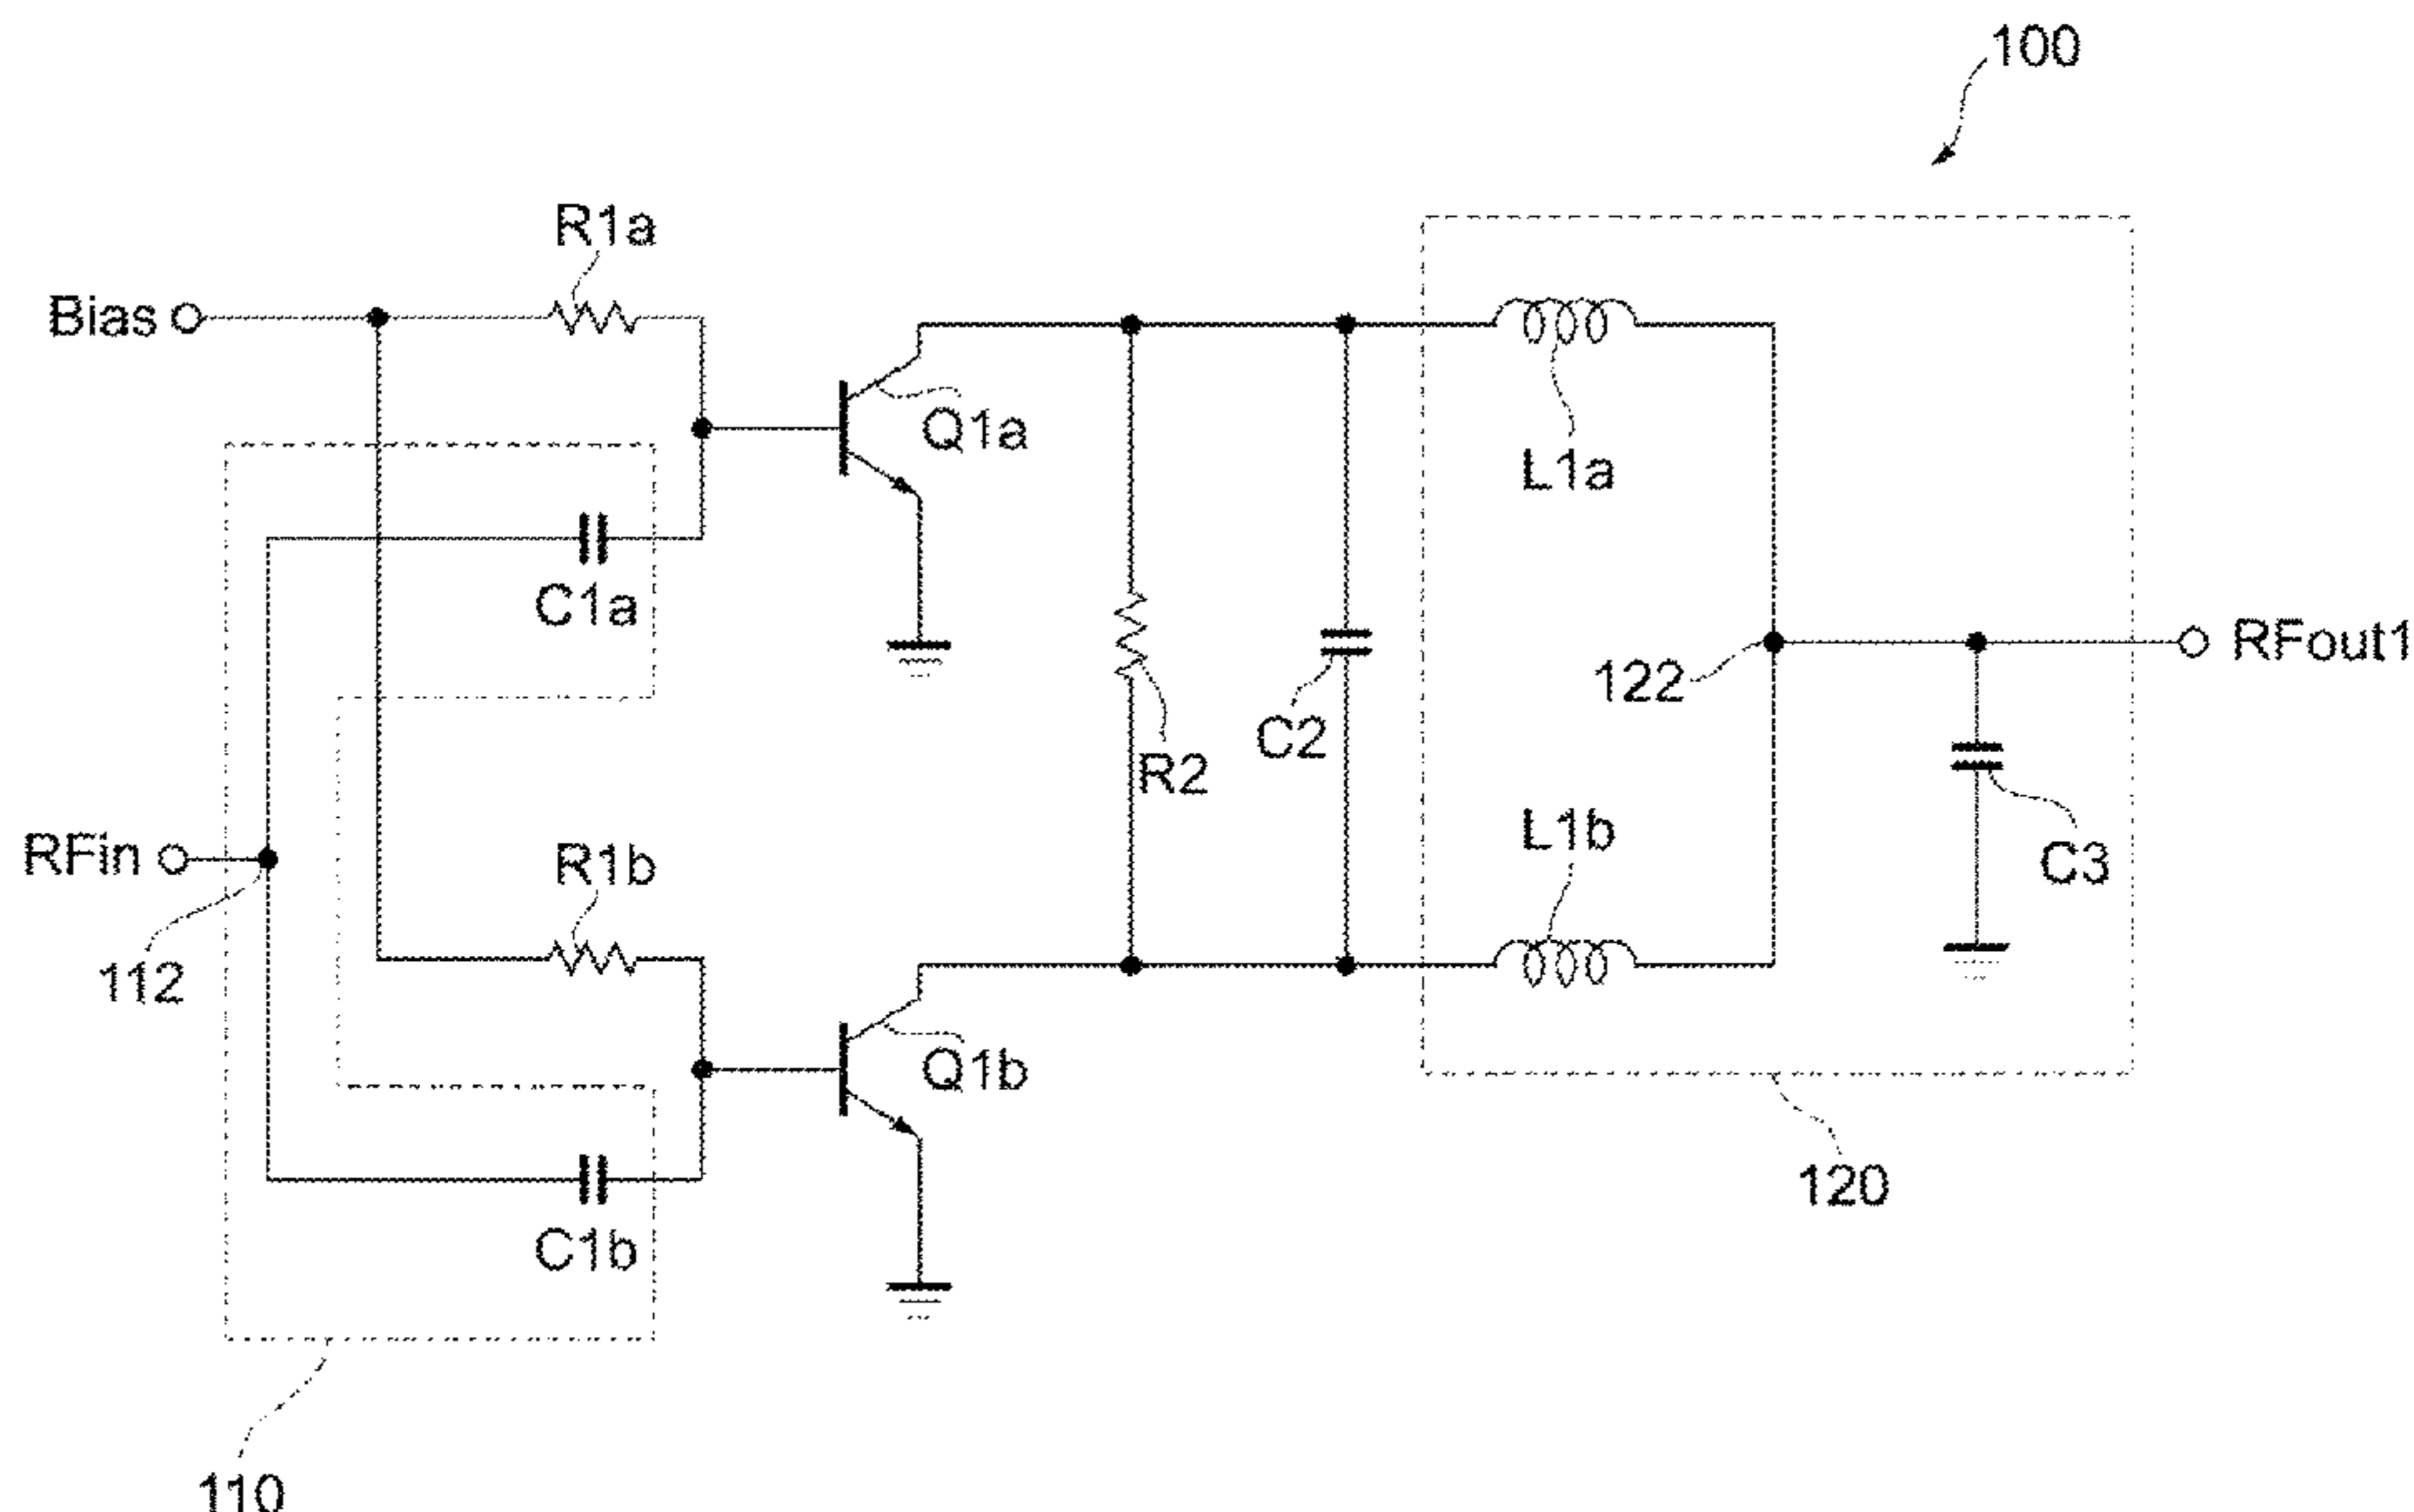 100
R1a
Bias
Q1a
L1a
C1a
RFout1
122
C2
R2
L1b
RFin
R1b
C3
112
Q1b
120
C1b
110